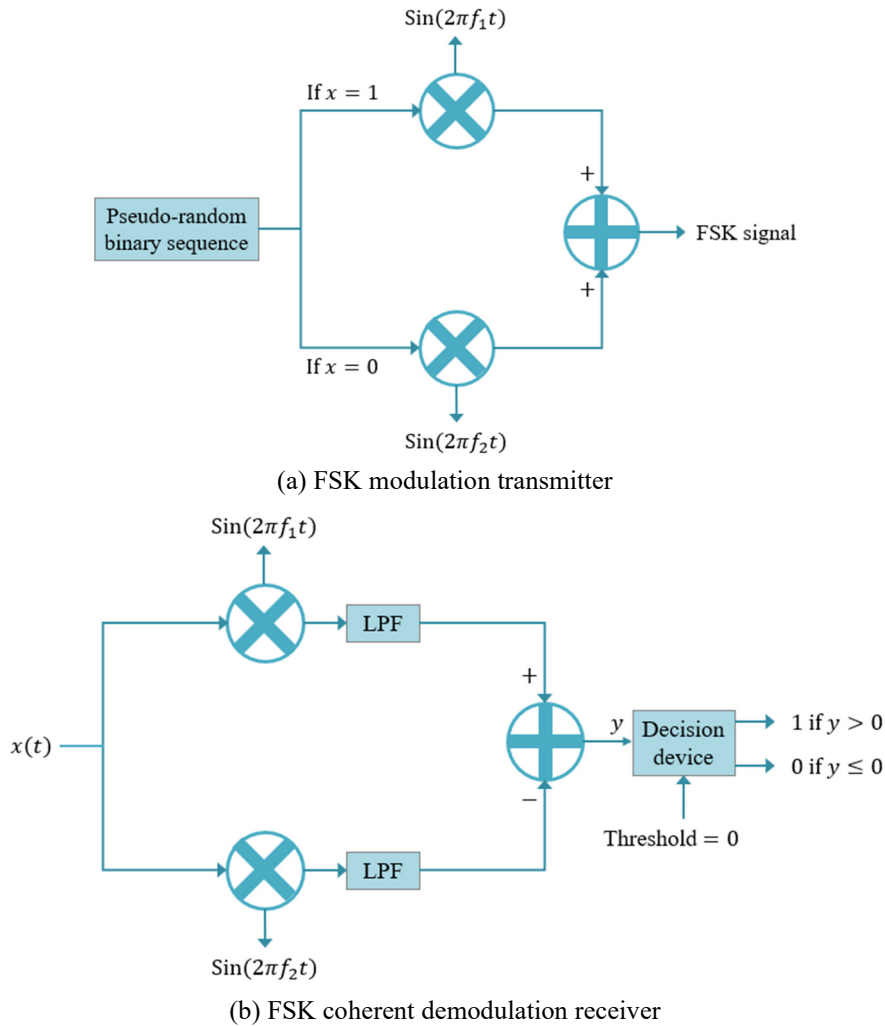 Sin(2πf₁t)
If x = 1
+
Pseudo-random
binary sequence
FSK signal
+
If x = 0
Sin(2πf₂t)
(a) FSK modulation transmitter
Sin(2πf₁t)
LPF
+
x(t)
y
Decision
device
1 if y > 0
0 if y ≤ 0
−
Threshold = 0
LPF
Sin(2πf₂t)
(b) FSK coherent demodulation receiver